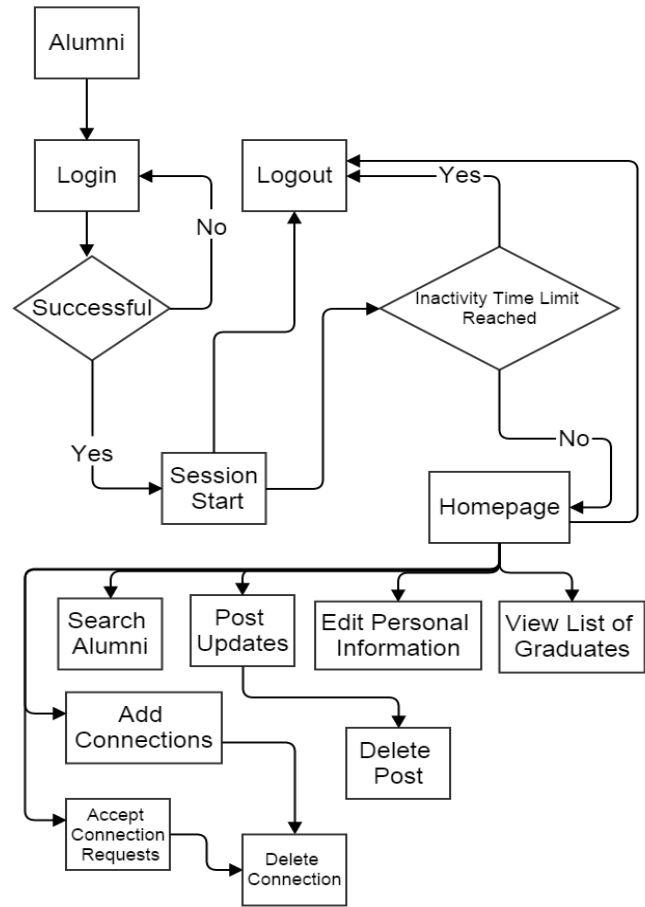 Alumni
Login
Logout
Yes
No
Successful
Inactivity Time Limit
Reached
Yes
No
Session
Start
Homepage
Search
Alumni
Post
Updates
Edit Personal
Information
View List of
Graduates
Add
Connections
Delete
Post
Accept
Connection
Requests
Delete
Connection